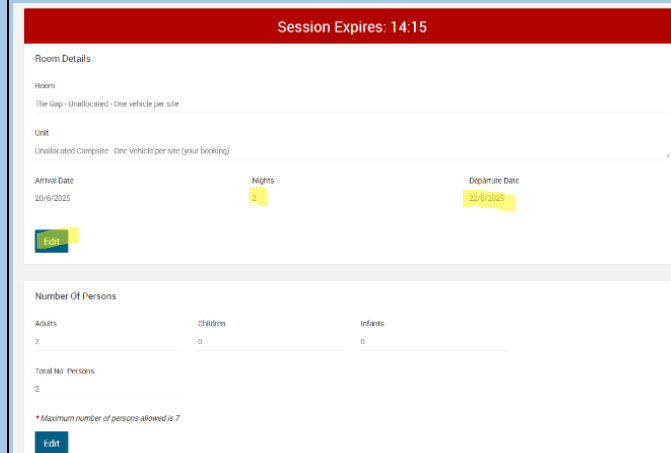 Session Expires: 14:15
Room Details
Room
The Gap - Unallocated - One vehicle per site
Unit
Unallocated Campsite One Vehicle per site (your booking)
Arrival Date Nights Departure Date
20/6/2025 2 22/6/2025
Edit
Number Of Persons
Adults Children Infants
2 0 0
Total No. Persons
2
* Maximum number of persons allowed is 7
Edit